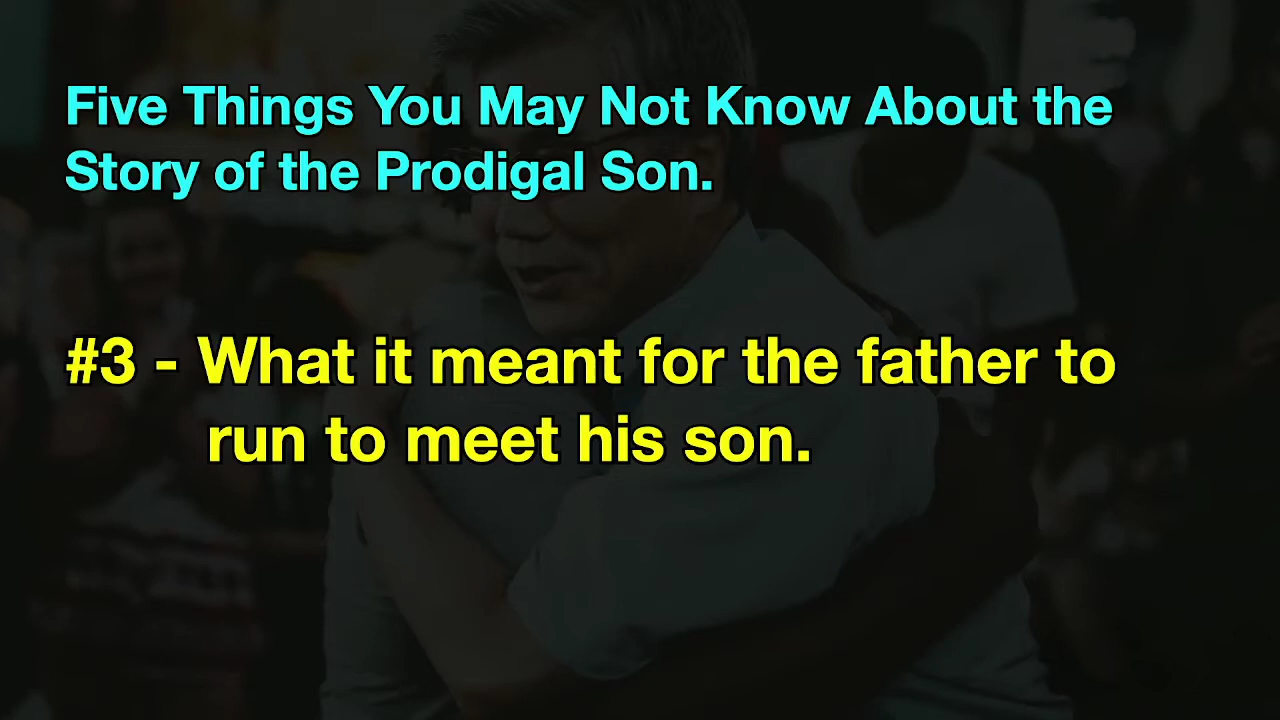 Five Things You May Not Know About the
Story of the Prodigal Son.
#3 - What it meant for the father to
run to meet his son.